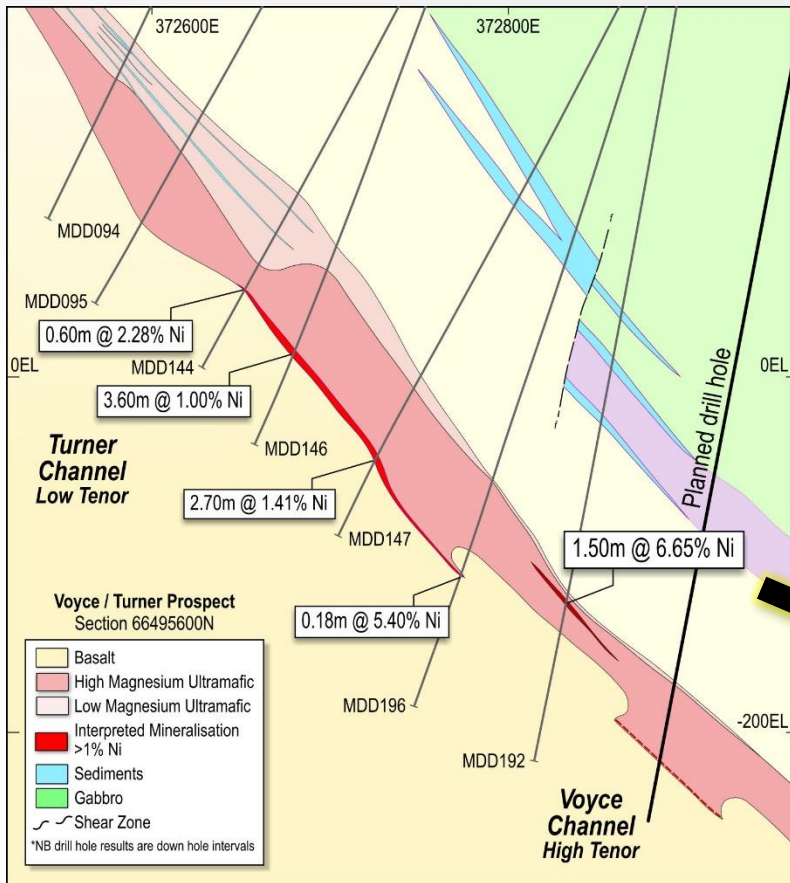 372600
372800
MDD094
MDD095
0.60m @ 2.28% Ni
0EL
MDD144
0EL
3.60m @ 1.00% Ni
Planned drill hole
Turner
Channel
Low Tenor
MDD146
2.70m @ 1.41% Ni
MDD147
1.50m @ 6.65% Ni
0.18m @ 5.40% Ni
Voyce / Turner Prospect
Section 66495600N
Basalt
High Magnesium Ultramafic
Low Magnesium Ultramafic
Interpreted Mineralisation
>1% Ni
Sediments
Gabbro
Shear Zone
*NB drill hole results are down hole intervals
MDD196
-200EL
MDD192
Voyce
Channel
High Tenor